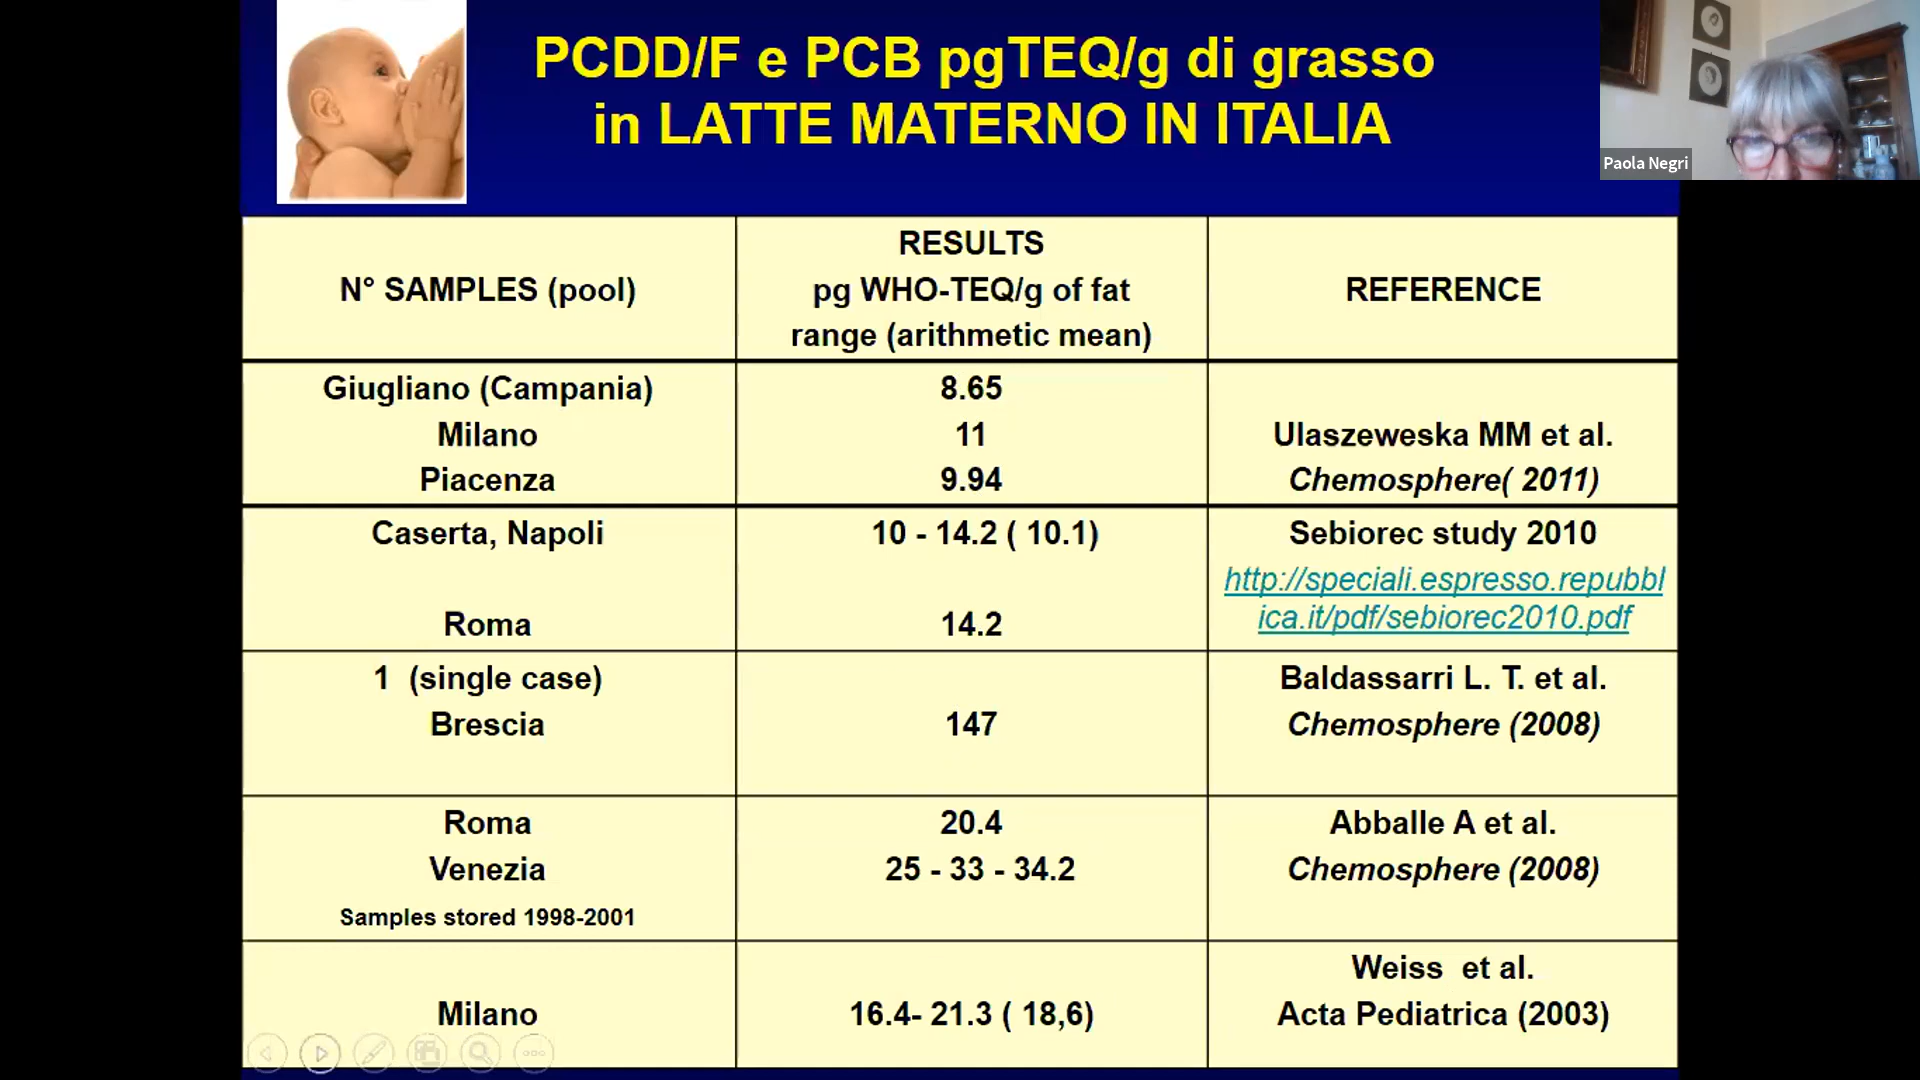 PCDD/F e PCB pgTEQ/g di grasso
in LATTE MATERNO IN ITALIA
Paola Negri
N° SAMPLES (pool)
RESULTS
pg WHO-TEQ/g of fat
range (arithmetic mean)
REFERENCE
Giugliano (Campania)
Milano
Piacenza
8.65
11
9.94
Ulaszeweska MM et al.
Chemosphere( 2011)
Caserta, Napoli
Roma
10 - 14.2 ( 10.1)
14.2
Sebiorec study 2010
http://speciali.espresso.repubbl
ica.it/pdf/sebiorec2010.pdf
1 (single case)
Brescia
147
Baldassarri L. T. et al.
Chemosphere (2008)
Roma
Venezia
Samples stored 1998-2001
20.4
25 - 33 - 34.2
Abballe A et al.
Chemosphere (2008)
Milano
16.4- 21.3 ( 18,6)
Weiss et al.
Acta Pediatrica (2003)